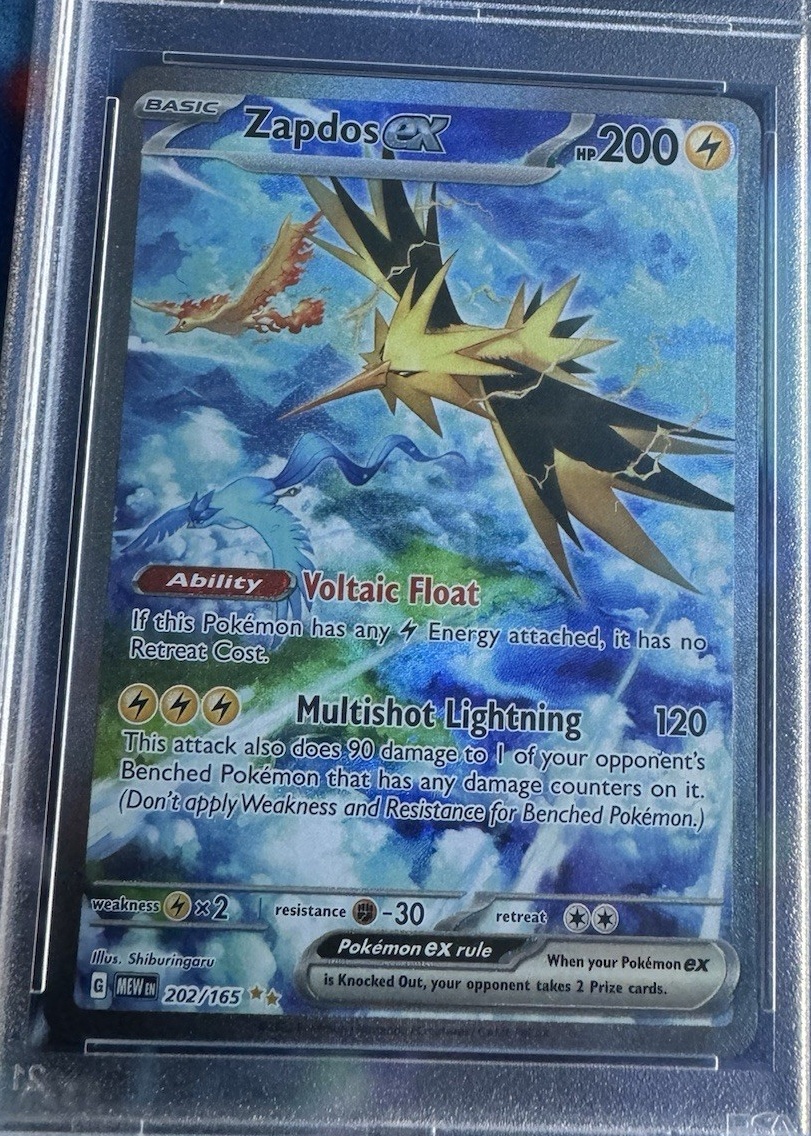 BASIC Zapdos ex HP 200
Ability Voltaic Float
If this Pokémon has any Energy attached, it has no
Retreat Cost.
Multishot Lightning 120
This attack also does 90 damage to 1 of your opponent's
Benched Pokémon that has any damage counters on it.
(Don't apply Weakness and Resistance for Benched Pokémon.)
weakness ×2 resistance -30 retreat
Illus. Shiburingaru
Pokémon ex rule When your Pokémon ex
is Knocked Out, your opponent takes 2 Prize cards.
G MEW EN 202/165